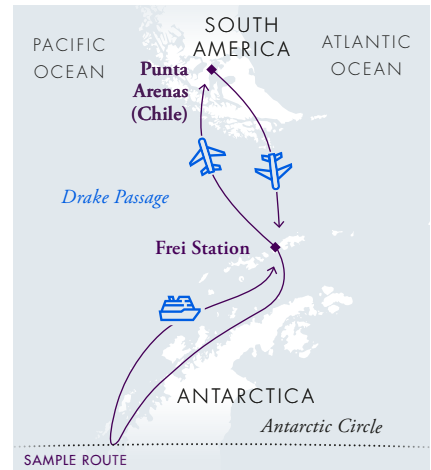 SOUTH
AMERICA
PACIFIC
OCEAN
ATLANTIC
OCEAN
Punta
Arenas
(Chile)
Drake Passage
Frei Station
ANTARCTICA
Antarctic Circle
SAMPLE ROUTE